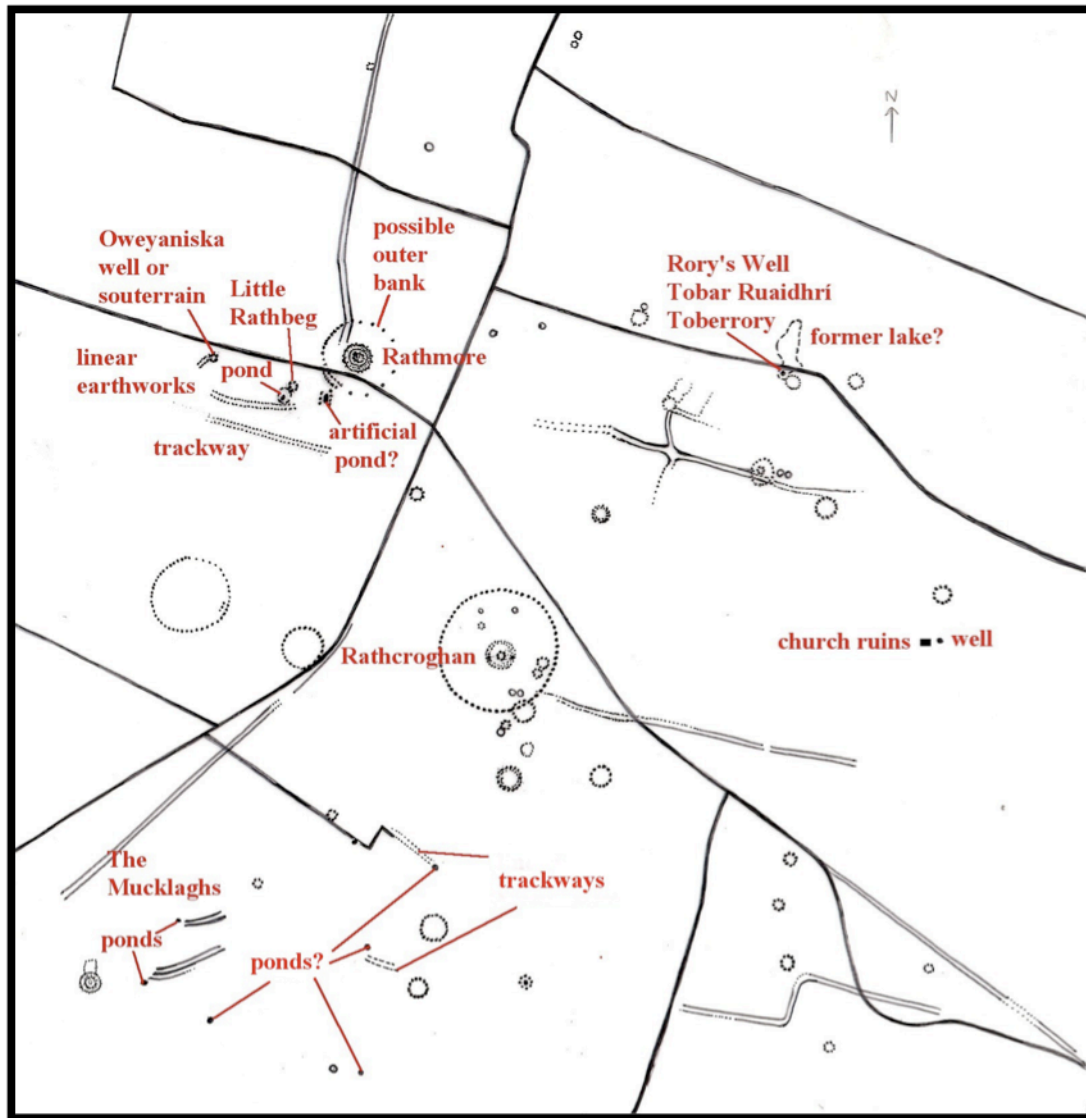 N
possible
outer
bank
Oweyaniska
well or
souterrain
Little
Rathbeg
Rory's Well
Tobar Ruaidhrí
Toberrory
former lake?
linear
earthworks
pond
Rathmore
trackway
artificial
pond?
Rathcroghan
church ruins
well
The
Mucklaghs
trackways
ponds
ponds?